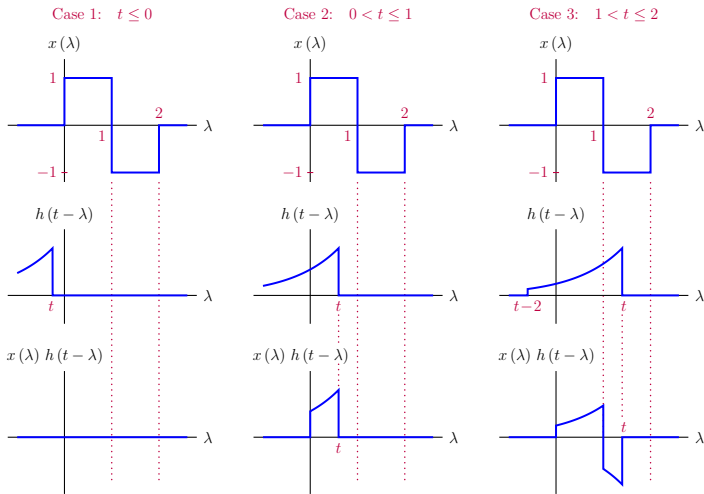 Case 1: t ≤ 0
x (λ)
1
1
2
λ
−1
h (t − λ)
t
λ
x (λ) h (t − λ)
λ
Case 2: 0 < t ≤ 1
x (λ)
1
1
2
λ
−1
h (t − λ)
t
λ
x (λ) h (t − λ)
t
λ
Case 3: 1 < t ≤ 2
x (λ)
1
1
2
λ
−1
h (t − λ)
t−2
t
λ
x (λ) h (t − λ)
t
λ